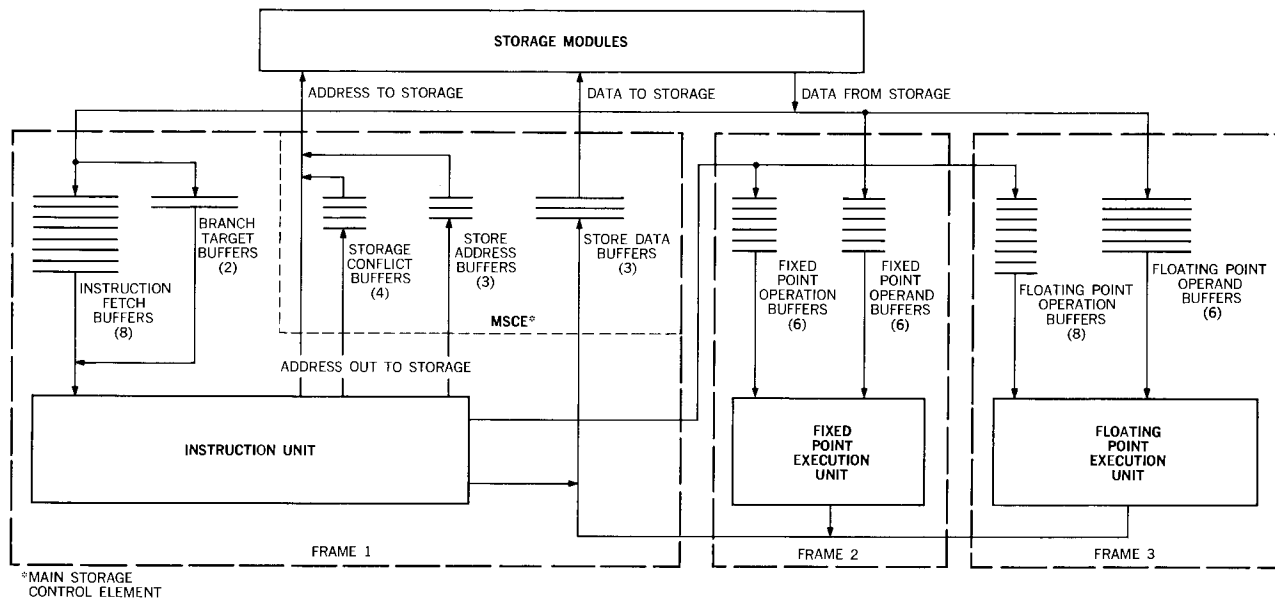 STORAGE MODULES
ADDRESS TO STORAGE
DATA TO STORAGE
DATA FROM STORAGE
BRANCH
TARGET
BUFFERS
(2)
INSTRUCTION
FETCH
BUFFERS
(8)
STORAGE
CONFLICT
BUFFERS
(4)
STORE
ADDRESS
BUFFERS
(3)
STORE DATA
BUFFERS
(3)
MSCE*
FIXED
POINT
OPERATION
BUFFERS
(6)
FIXED
POINT
OPERAND
BUFFERS
(6)
FLOATING POINT
OPERATION
BUFFERS
(8)
FLOATING POINT
OPERAND
BUFFERS
(6)
ADDRESS OUT TO STORAGE
INSTRUCTION UNIT
FIXED
POINT
EXECUTION
UNIT
FLOATING
POINT
EXECUTION
UNIT
FRAME 1
FRAME 2
FRAME 3
*MAIN STORAGE
CONTROL ELEMENT